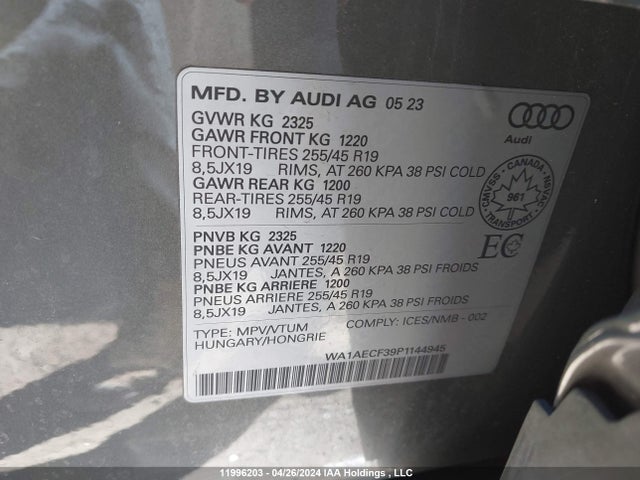 MFD. BY AUDI AG 05 23
GVWR KG 2325
GAWR FRONT KG 1220
FRONT-TIRES 255/45 R19
8,5JX19 RIMS, AT 260 KPA 38 PSI COLD
GAWR REAR KG 1200
REAR-TIRES 255/45 R19
8,5JX19 RIMS, AT 260 KPA 38 PSI COLD
Audi
CMVSS - CANADA - NSVAC
961
TRANSPORT
EC
PNVB KG 2325
PNBE KG AVANT 1220
PNEUS AVANT 255/45 R19
8,5JX19 JANTES, A 260 KPA 38 PSI FROIDS
PNBE KG ARRIERE 1200
PNEUS ARRIERE 255/45 R19
8,5JX19 JANTES, A 260 KPA 38 PSI FROIDS
TYPE: MPV/VTUM COMPLY: ICES/NMB - 002
HUNGARY/HONGRIE
WA1AECF39P1144945
11996203 - 04/26/2024 IAA Holdings , LLC